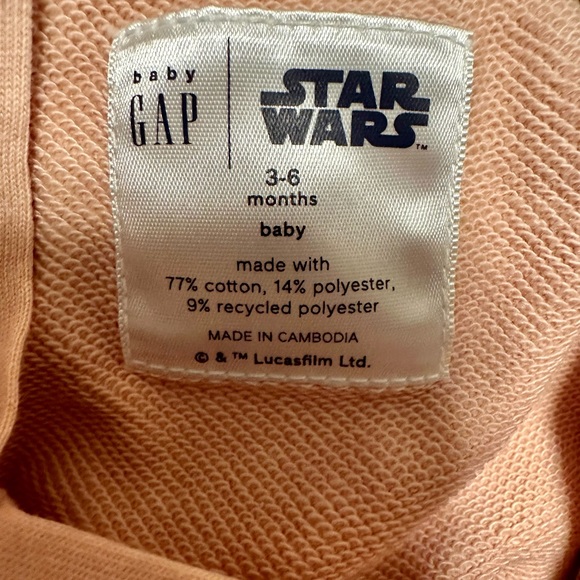 baby
GAP
STAR
WARS™
3-6
months
baby
made with
77% cotton, 14% polyester,
9% recycled polyester
MADE IN CAMBODIA
© & ™ Lucasfilm Ltd.